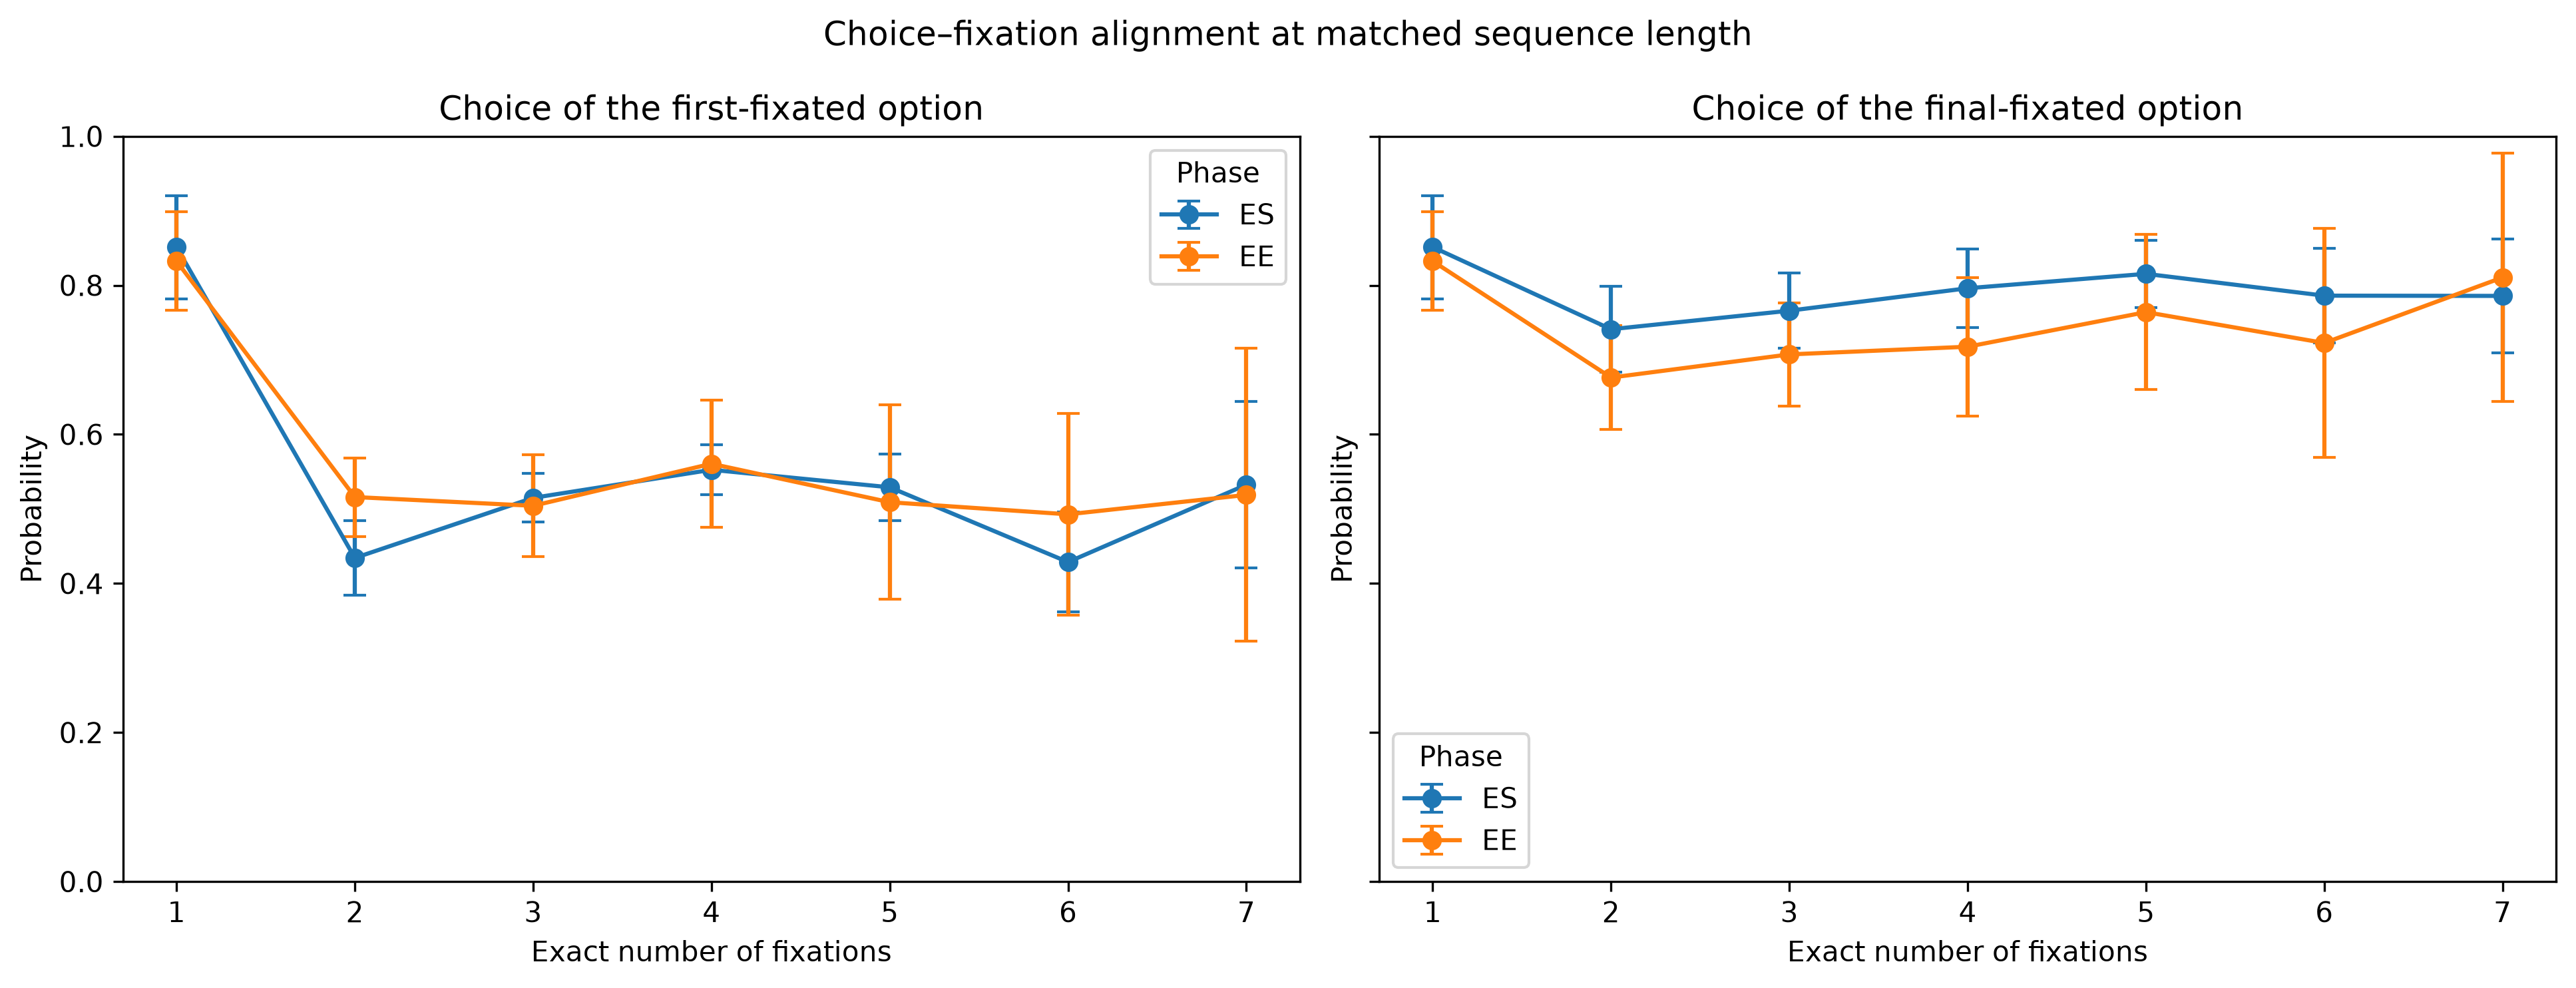 Choice–fixation alignment at matched sequence length
Choice of the first-fixated option
Probability
1.0
0.8
0.6
0.4
0.2
0.0
Phase
ES
EE
1 2 3 4 5 6 7
Exact number of fixations
Choice of the final-fixated option
Probability
Phase
ES
EE
1 2 3 4 5 6 7
Exact number of fixations